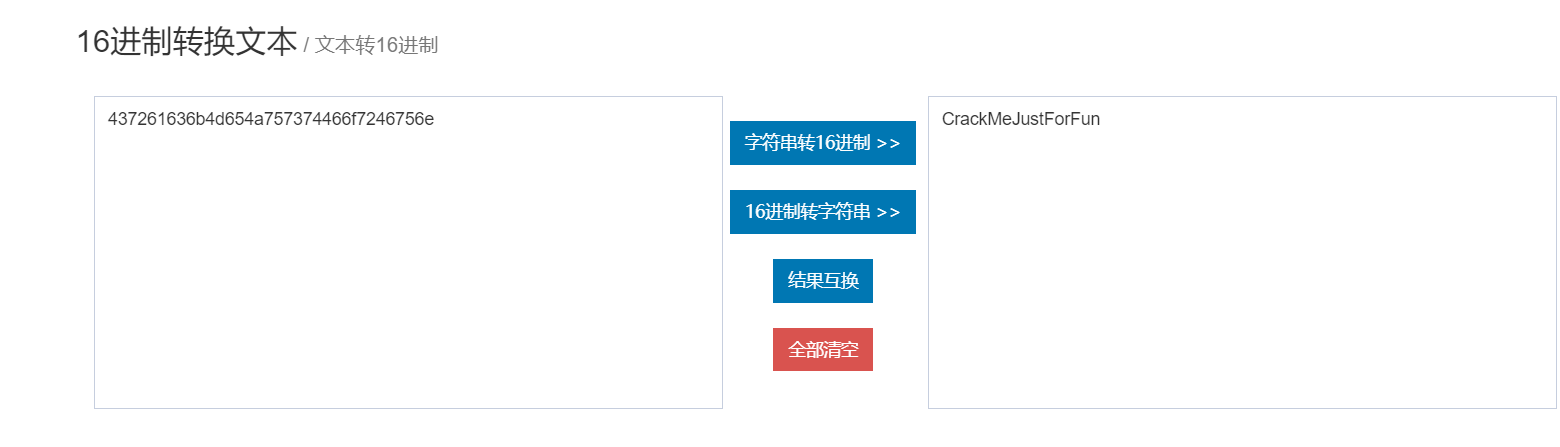 16进制转换文本 / 文本转16进制
437261636b4d654a757374466f7246756e
字符串转16进制 >>
16进制转字符串 >>
结果互换
全部清空
CrackMeJustForFun